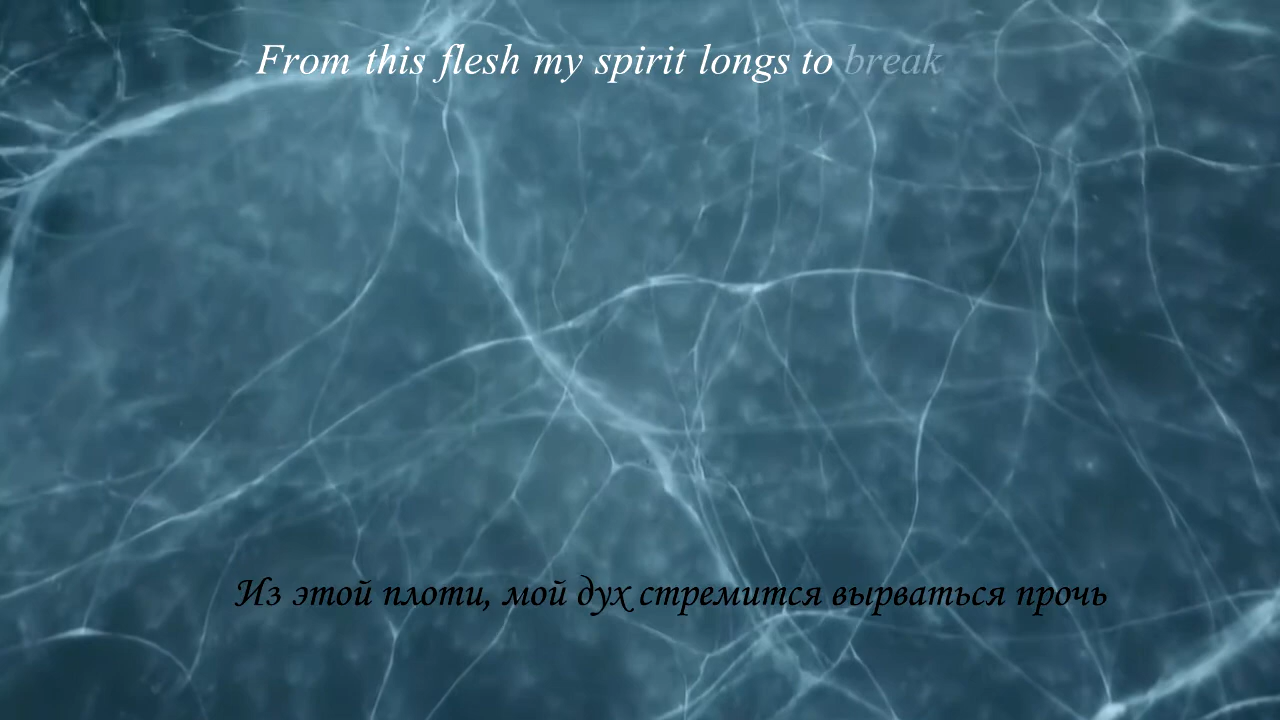 From this flesh my spirit longs to break
Из этой плоти, мой дух стремится вырваться прочь